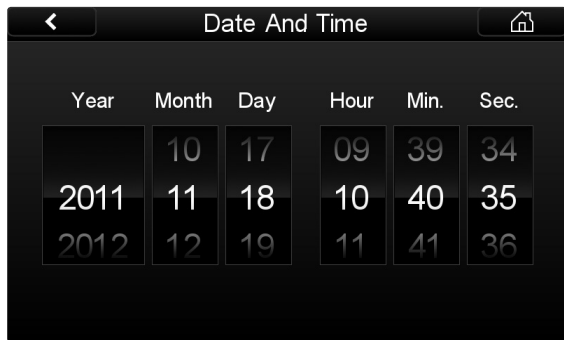 Date And Time
Year Month Day Hour Min. Sec.
10 17 09 39 34
2011 11 18 10 40 35
2012 12 19 11 41 36